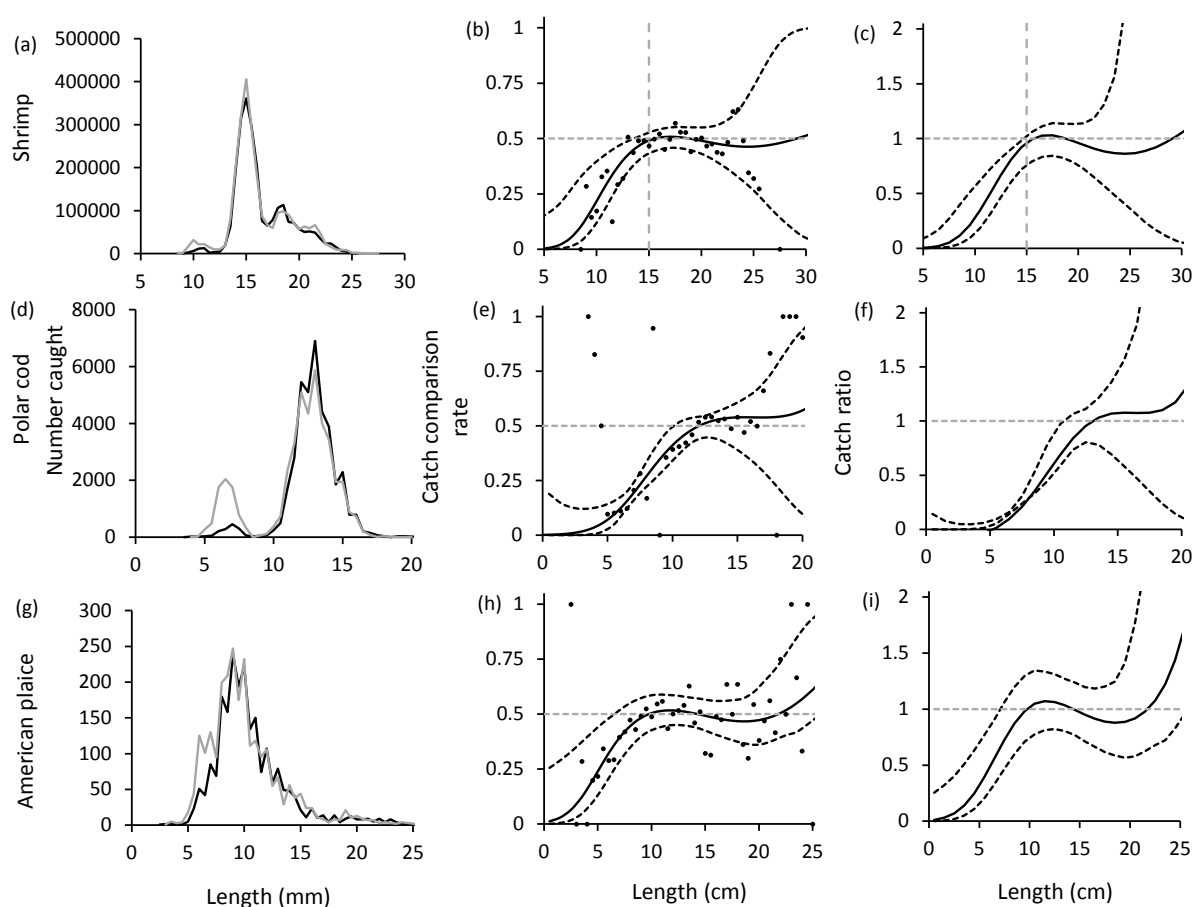 (a)
Shrimp
500000
400000
300000
200000
100000
0
5 10 15 20 25 30
(b)
1
0.75
0.5
0.25
0
5 10 15 20 25 30
(c)
2
1.5
1
0.5
0
5 10 15 20 25 30
(d)
Polar cod
Number caught
8000
6000
4000
2000
0
0 5 10 15 20
(e)
Catch comparison
rate
1
0.75
0.5
0.25
0
0 5 10 15 20
(f)
Catch ratio
2
1.5
1
0.5
0
0 5 10 15 20
(g)
American plaice
300
250
200
150
100
50
0
0 5 10 15 20 25
Length (mm)
(h)
1
0.75
0.5
0.25
0
0 5 10 15 20 25
Length (cm)
(i)
2
1.5
1
0.5
0
0 5 10 15 20 25
Length (cm)